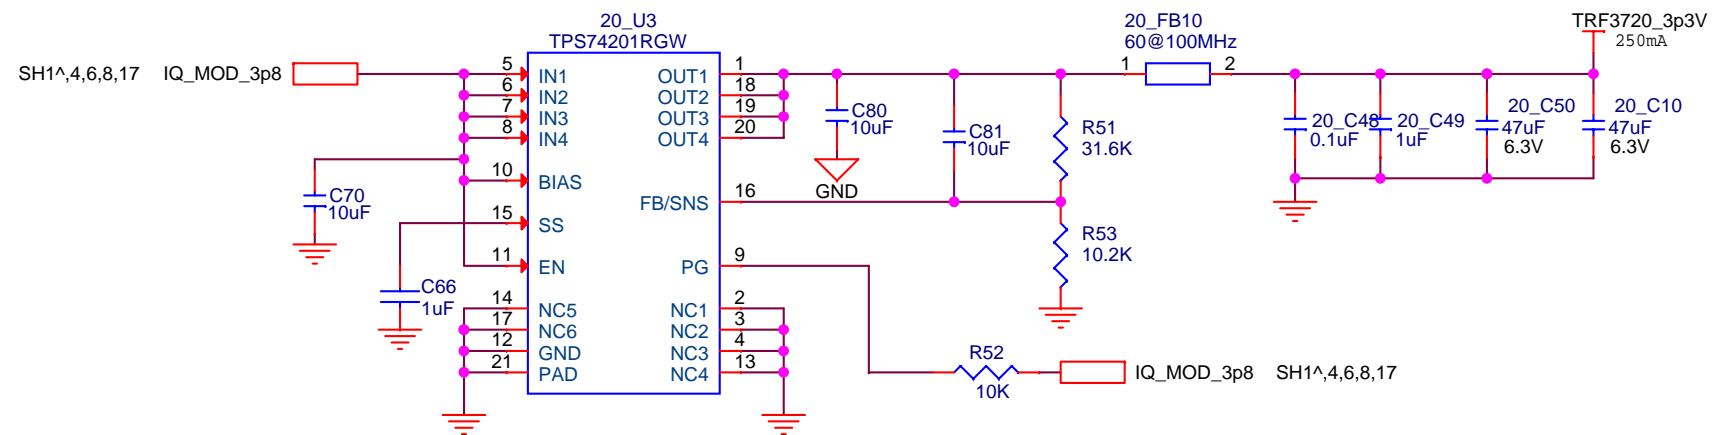 20_U3
TPS74201RGW
20_FB10
60@100MHz
TRF3720_3p3V
250mA
SH1^,4,6,8,17 IQ_MOD_3p8
5 IN1
6 IN2
7 IN3
8 IN4
10 BIAS
15 SS
11 EN
14 NC5
17 NC6
12 GND
21 PAD
OUT1 1
OUT2 18
OUT3 19
OUT4 20
FB/SNS 16
PG 9
NC1 2
NC2 3
NC3 4
NC4 13
C70
10uF
C66
1uF
C80
10uF
GND
C81
10uF
R51
31.6K
R53
10.2K
1 2
20_C48
0.1uF
20_C49
1uF
20_C50
47uF
6.3V
20_C10
47uF
6.3V
R52
10K
IQ_MOD_3p8 SH1^,4,6,8,17